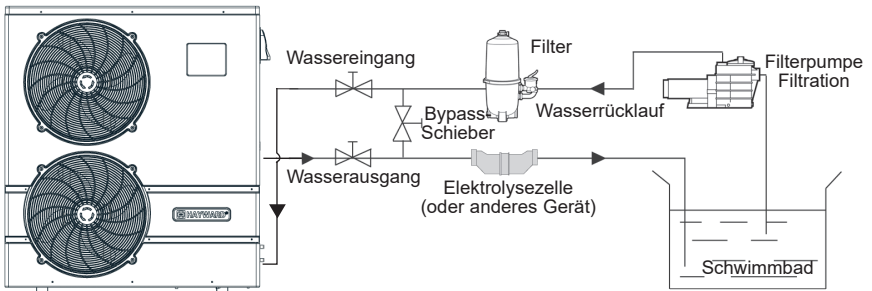 Wassereingang
Filter
Filterpumpe
Filtration
Bypass
Schieber
Wasserrücklauf
Wasserausgang
Elektrolysezelle
(oder anderes Gerät)
HAYWARD
Schwimmbad